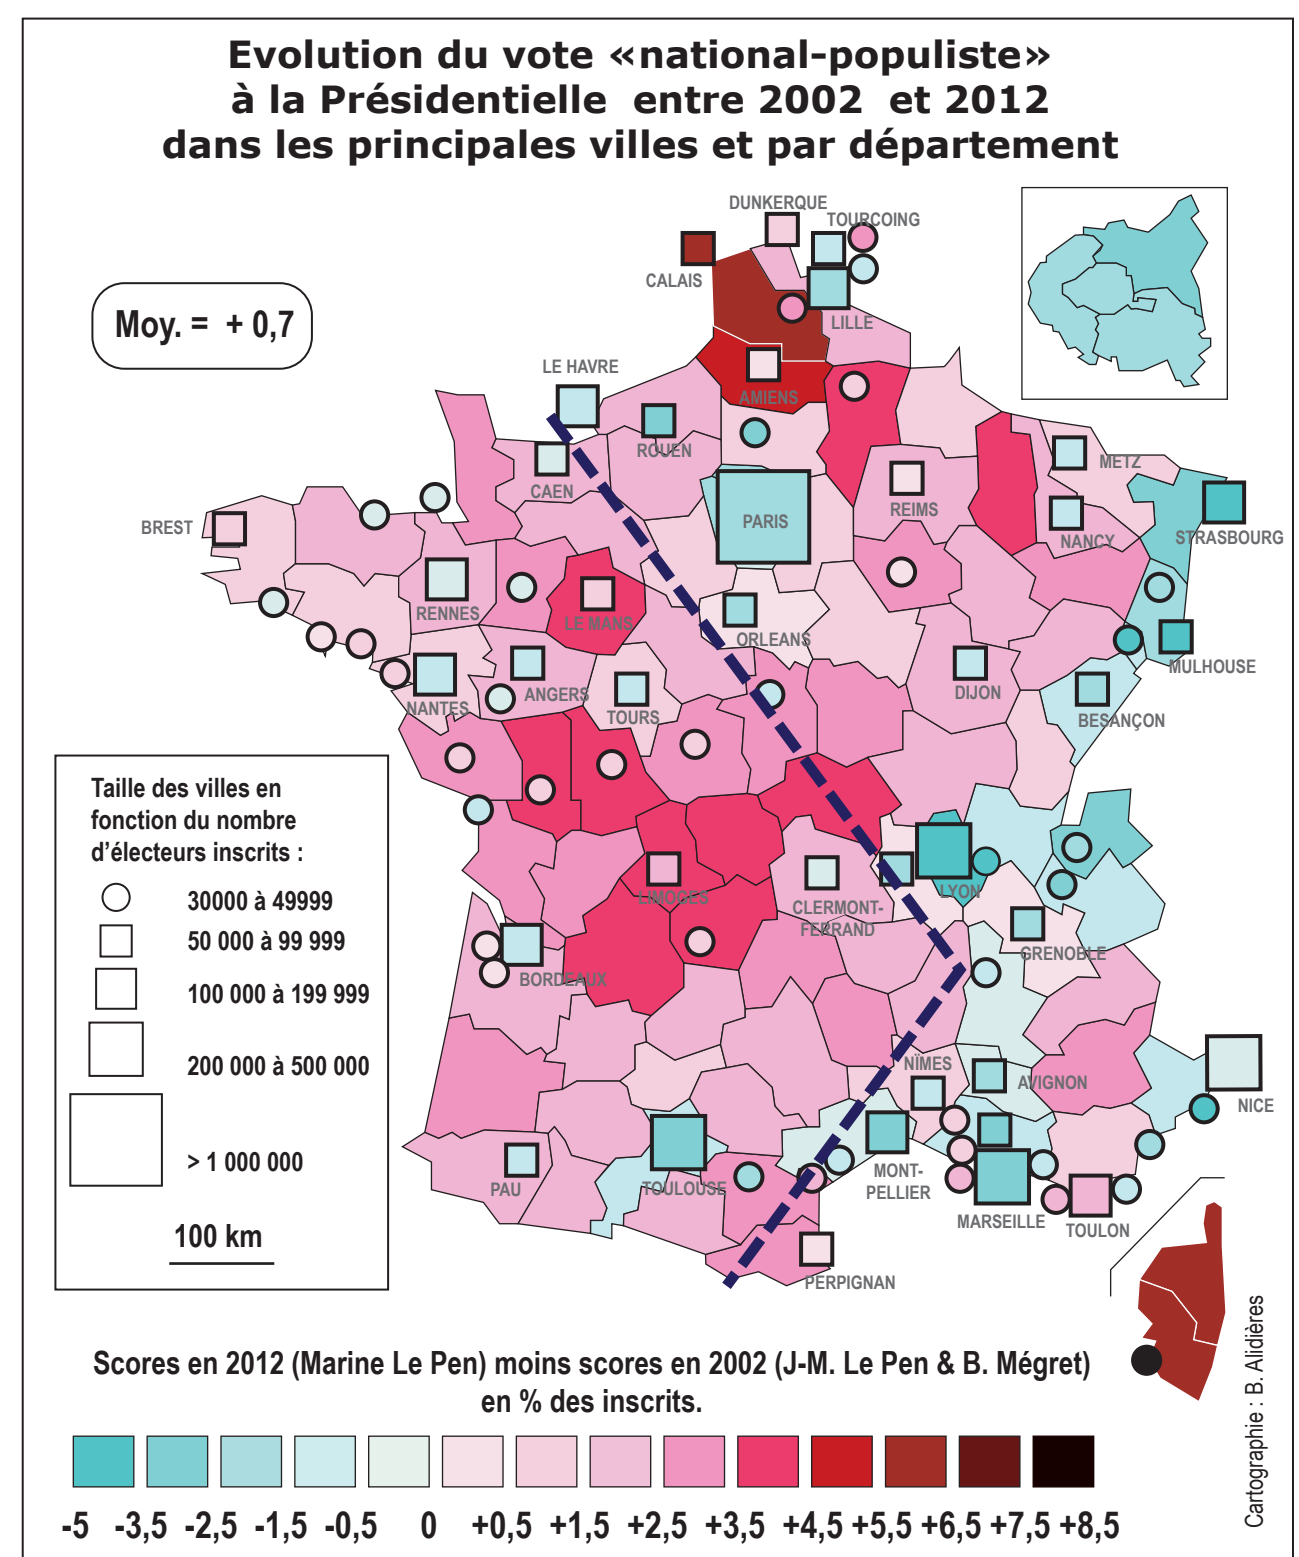 Evolution du vote «national-populiste»
à la Présidentielle entre 2002 et 2012
dans les principales villes et par département
Moy. = + 0,7
DUNKERQUE
TOURCOING
CALAIS
LILLE
LE HAVRE
AMIENS
ROUEN
METZ
CAEN
REIMS
BREST
PARIS
NANCY
STRASBOURG
RENNES
LE MANS
ORLEANS
MULHOUSE
ANGERS
DIJON
NANTES
TOURS
BESANÇON
LIMOGES
LYON
CLERMONT-
FERRAND
GRENOBLE
BORDEAUX
NÏMES
AVIGNON
NICE
PAU
TOULOUSE
MONT-
PELLIER
MARSEILLE
TOULON
PERPIGNAN
Taille des villes en
fonction du nombre
d'électeurs inscrits :
30000 à 49999
50 000 à 99 999
100 000 à 199 999
200 000 à 500 000
> 1 000 000
100 km
Scores en 2012 (Marine Le Pen) moins scores en 2002 (J-M. Le Pen & B. Mégret)
en % des inscrits.
-5 -3,5 -2,5 -1,5 -0,5 0 +0,5 +1,5 +2,5 +3,5 +4,5 +5,5 +6,5 +7,5 +8,5
Cartographie : B. Alidières